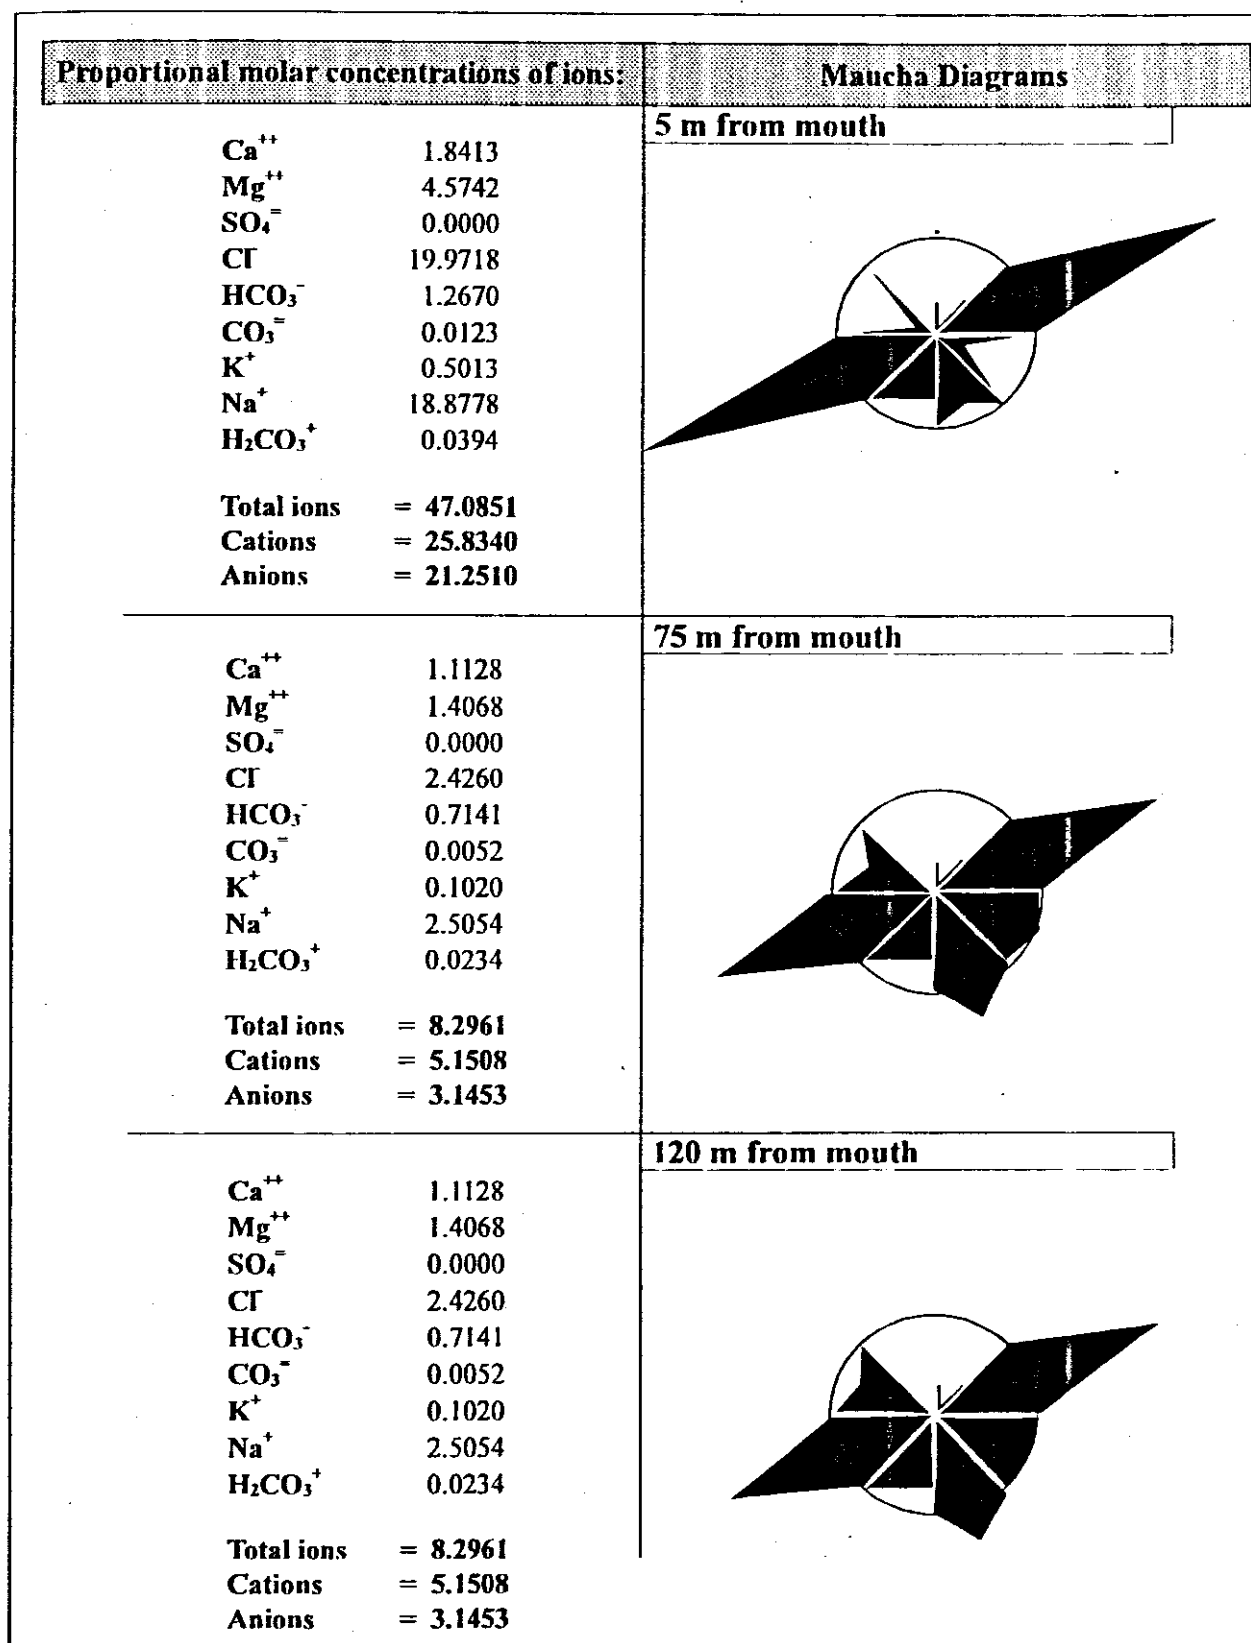 Proportional molar concentrations of ions: Maucha Diagrams
5 m from mouth
Ca⁺⁺ 1.8413
Mg⁺⁺ 4.5742
SO₄⁼ 0.0000
Cl⁻ 19.9718
HCO₃⁻ 1.2670
CO₃⁼ 0.0123
K⁺ 0.5013
Na⁺ 18.8778
H₂CO₃⁺ 0.0394
Total ions = 47.0851
Cations = 25.8340
Anions = 21.2510
75 m from mouth
Ca⁺⁺ 1.1128
Mg⁺⁺ 1.4068
SO₄⁼ 0.0000
Cl⁻ 2.4260
HCO₃⁻ 0.7141
CO₃⁼ 0.0052
K⁺ 0.1020
Na⁺ 2.5054
H₂CO₃⁺ 0.0234
Total ions = 8.2961
Cations = 5.1508
Anions = 3.1453
120 m from mouth
Ca⁺⁺ 1.1128
Mg⁺⁺ 1.4068
SO₄⁼ 0.0000
Cl⁻ 2.4260
HCO₃⁻ 0.7141
CO₃⁼ 0.0052
K⁺ 0.1020
Na⁺ 2.5054
H₂CO₃⁺ 0.0234
Total ions = 8.2961
Cations = 5.1508
Anions = 3.1453